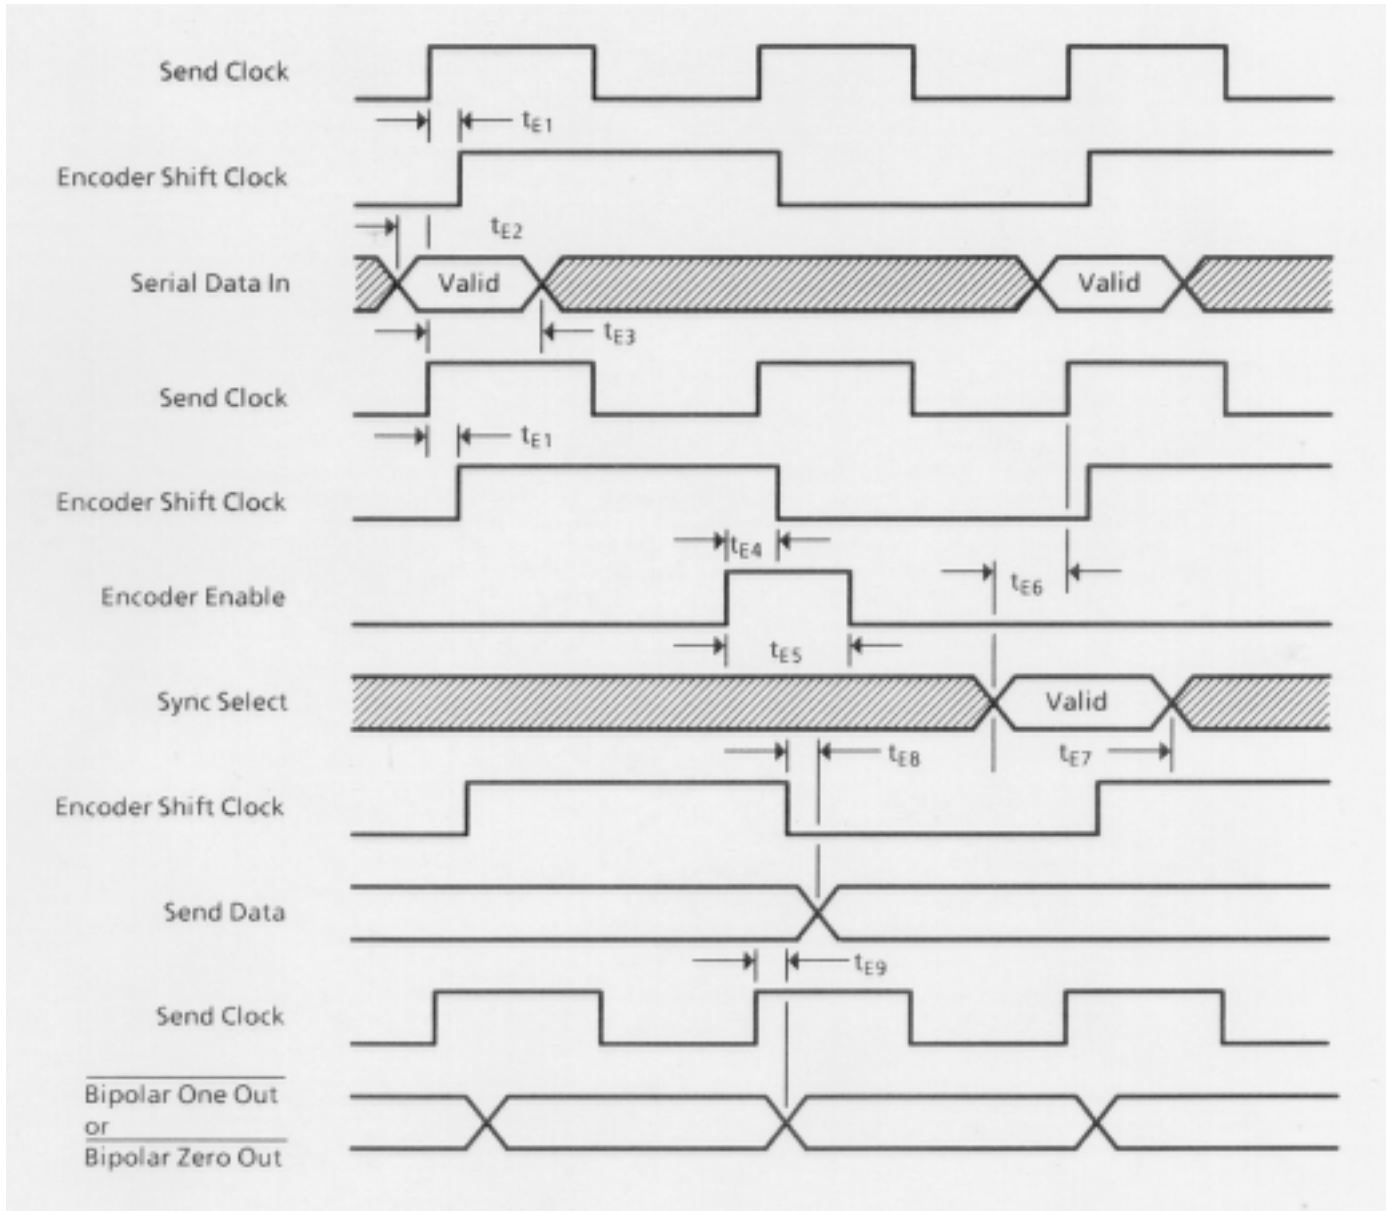 Send Clock
tE1
Encoder Shift Clock
tE2
Serial Data In Valid Valid
tE3
Send Clock
tE1
Encoder Shift Clock
tE4
tE6
Encoder Enable
tE5
Sync Select Valid
tE8 tE7
Encoder Shift Clock
Send Data
tE9
Send Clock
Bipolar One Out
or
Bipolar Zero Out